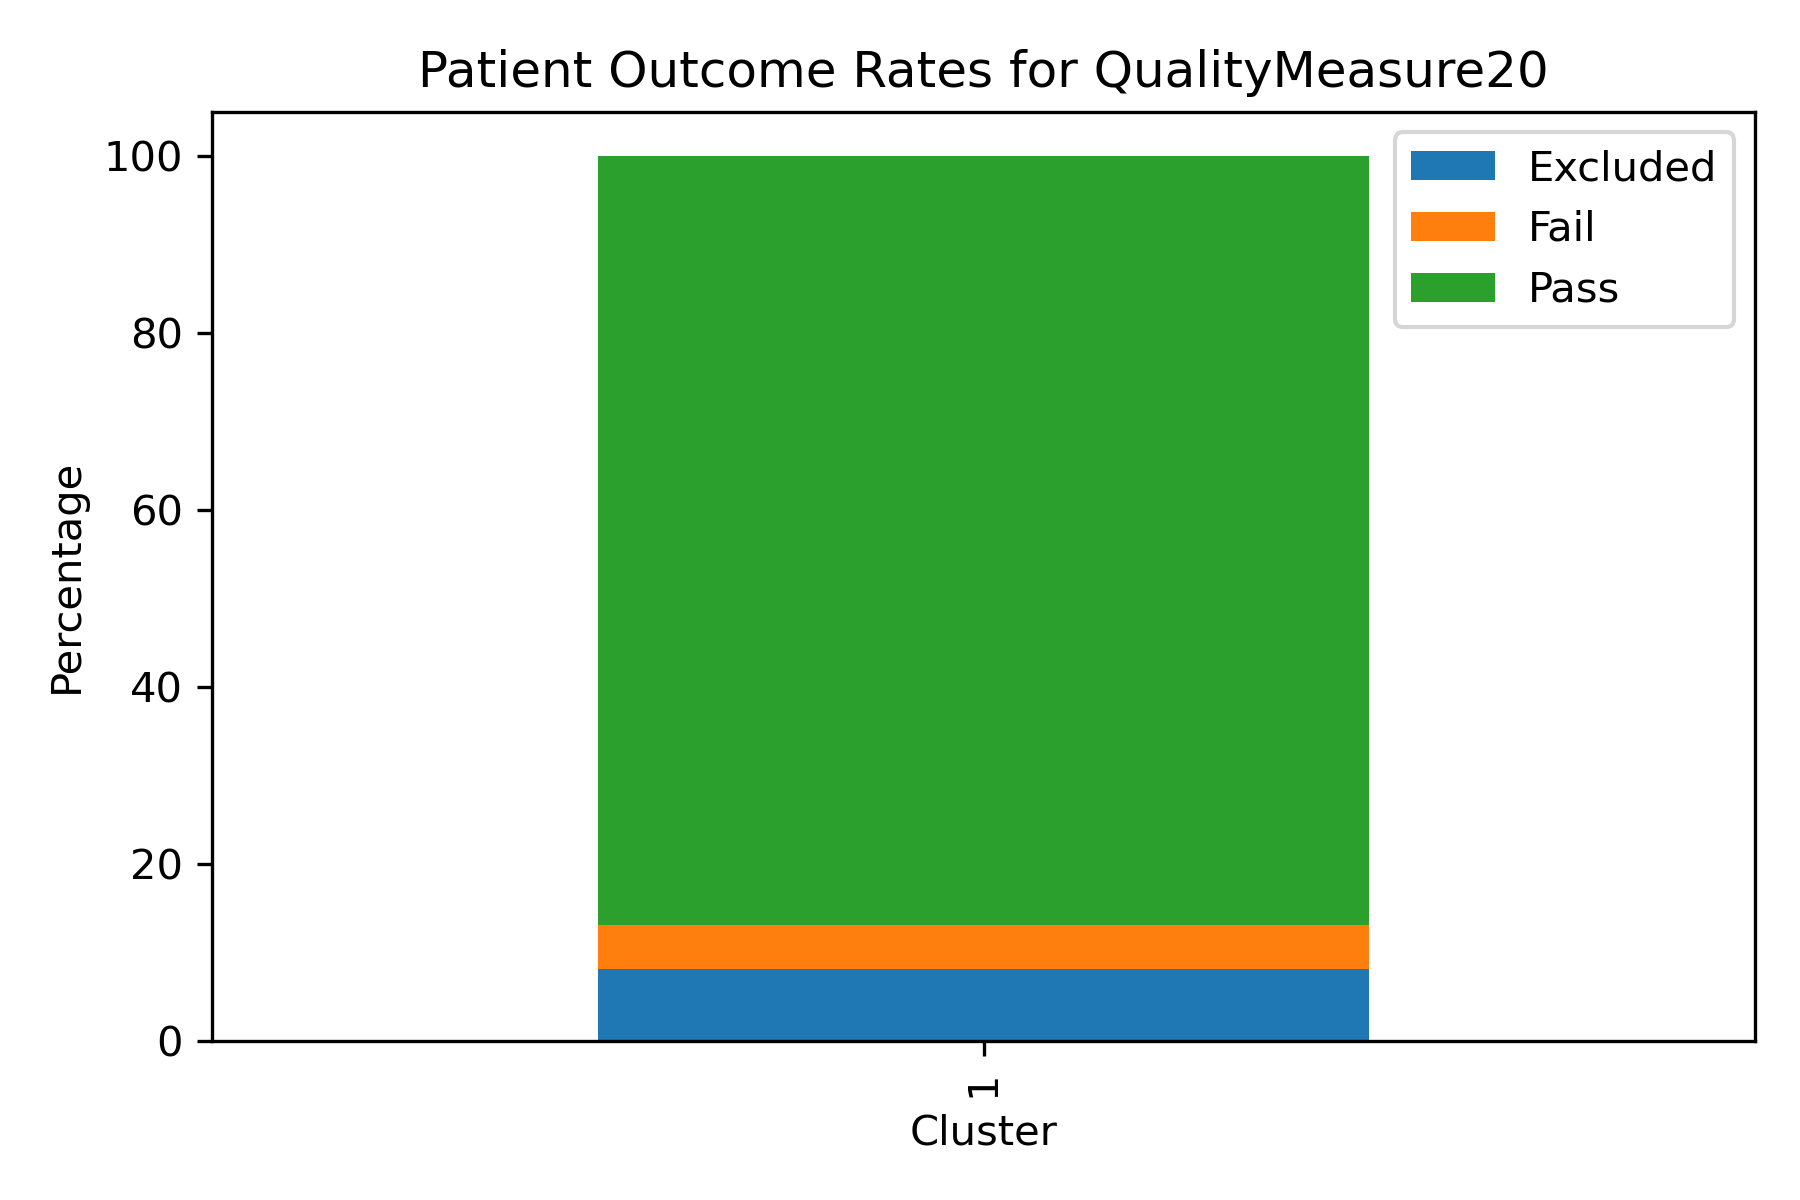 Patient Outcome Rates for QualityMeasure20
Excluded
Fail
Pass
Percentage
100
80
60
40
20
0
1
Cluster